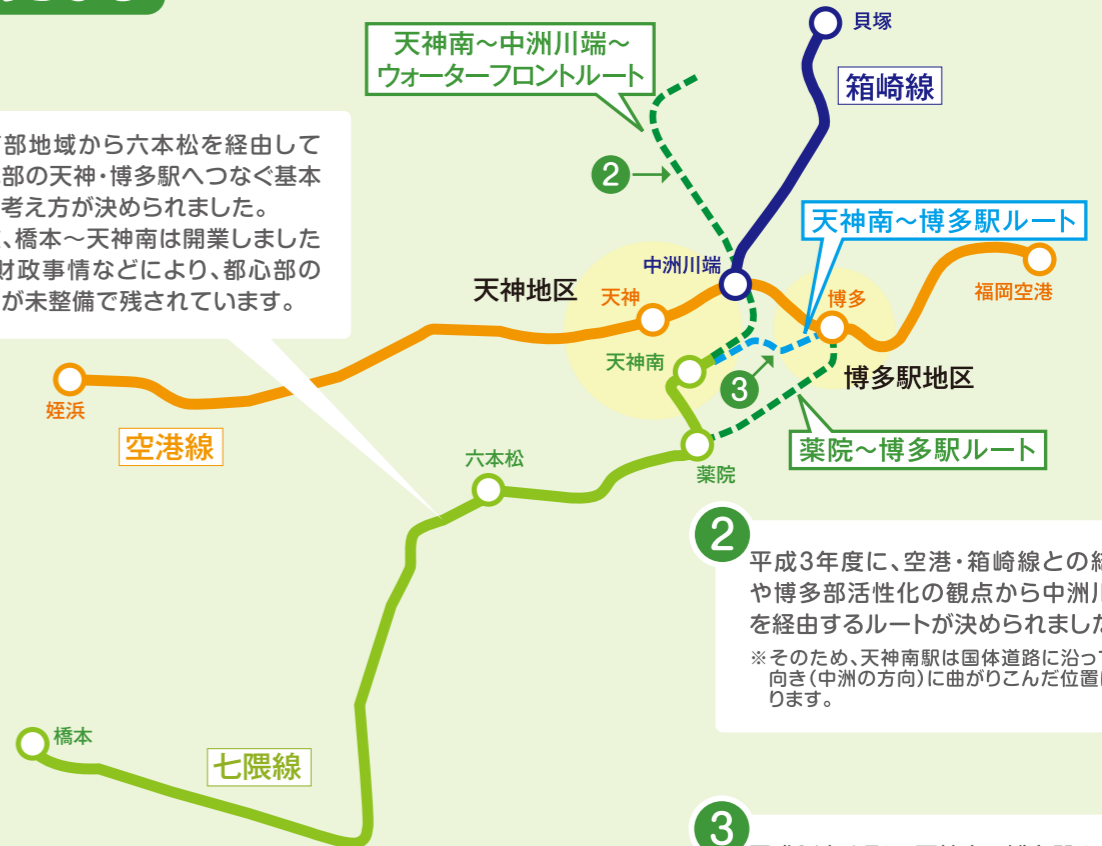 天神南～中洲川端～
ウォーターフロントルート
貝塚
箱崎線
部地域から六本松を経由して
部の天神・博多駅へつなぐ基本
考え方が決められました。
、橋本～天神南は開業しました
財政事情などにより、都心部の
が未整備で残されています。
2
天神南～博多駅ルート
中洲川端
天神地区
天神
博多
福岡空港
天神南
3
博多駅地区
姪浜
空港線
薬院～博多駅ルート
六本松
薬院
2
平成3年度に、空港・箱崎線との
や博多部活性化の観点から中洲
を経由するルートが決められました
※そのため、天神南駅は国体道路に沿って
向き(中洲の方向)に曲がりこんだ位置
ります。
橋本
七隈線
3